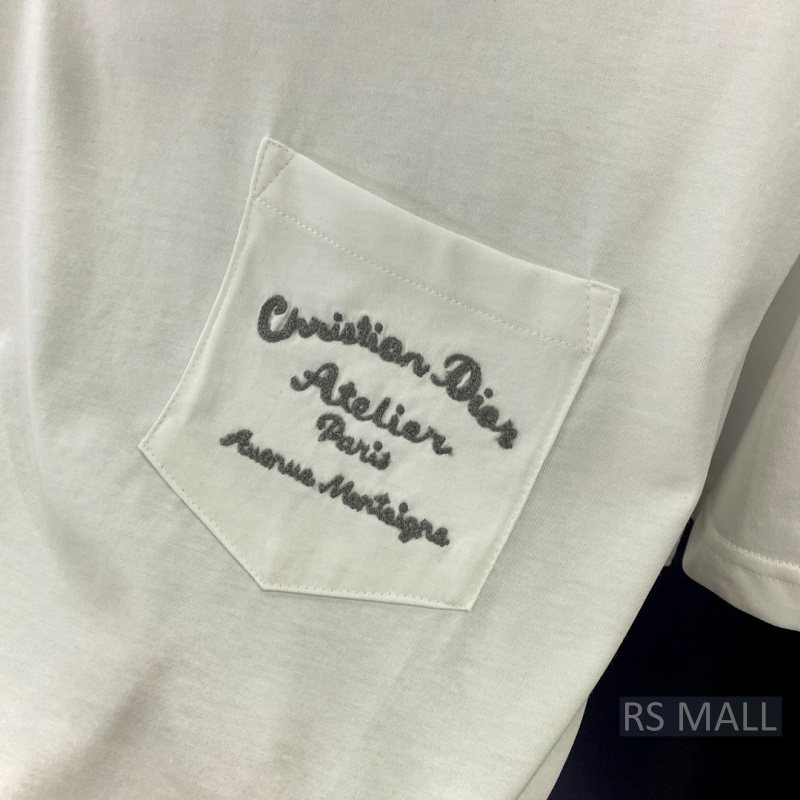 Christian Dior
Atelier
Paris
Avenue Montaigne
RS MALL